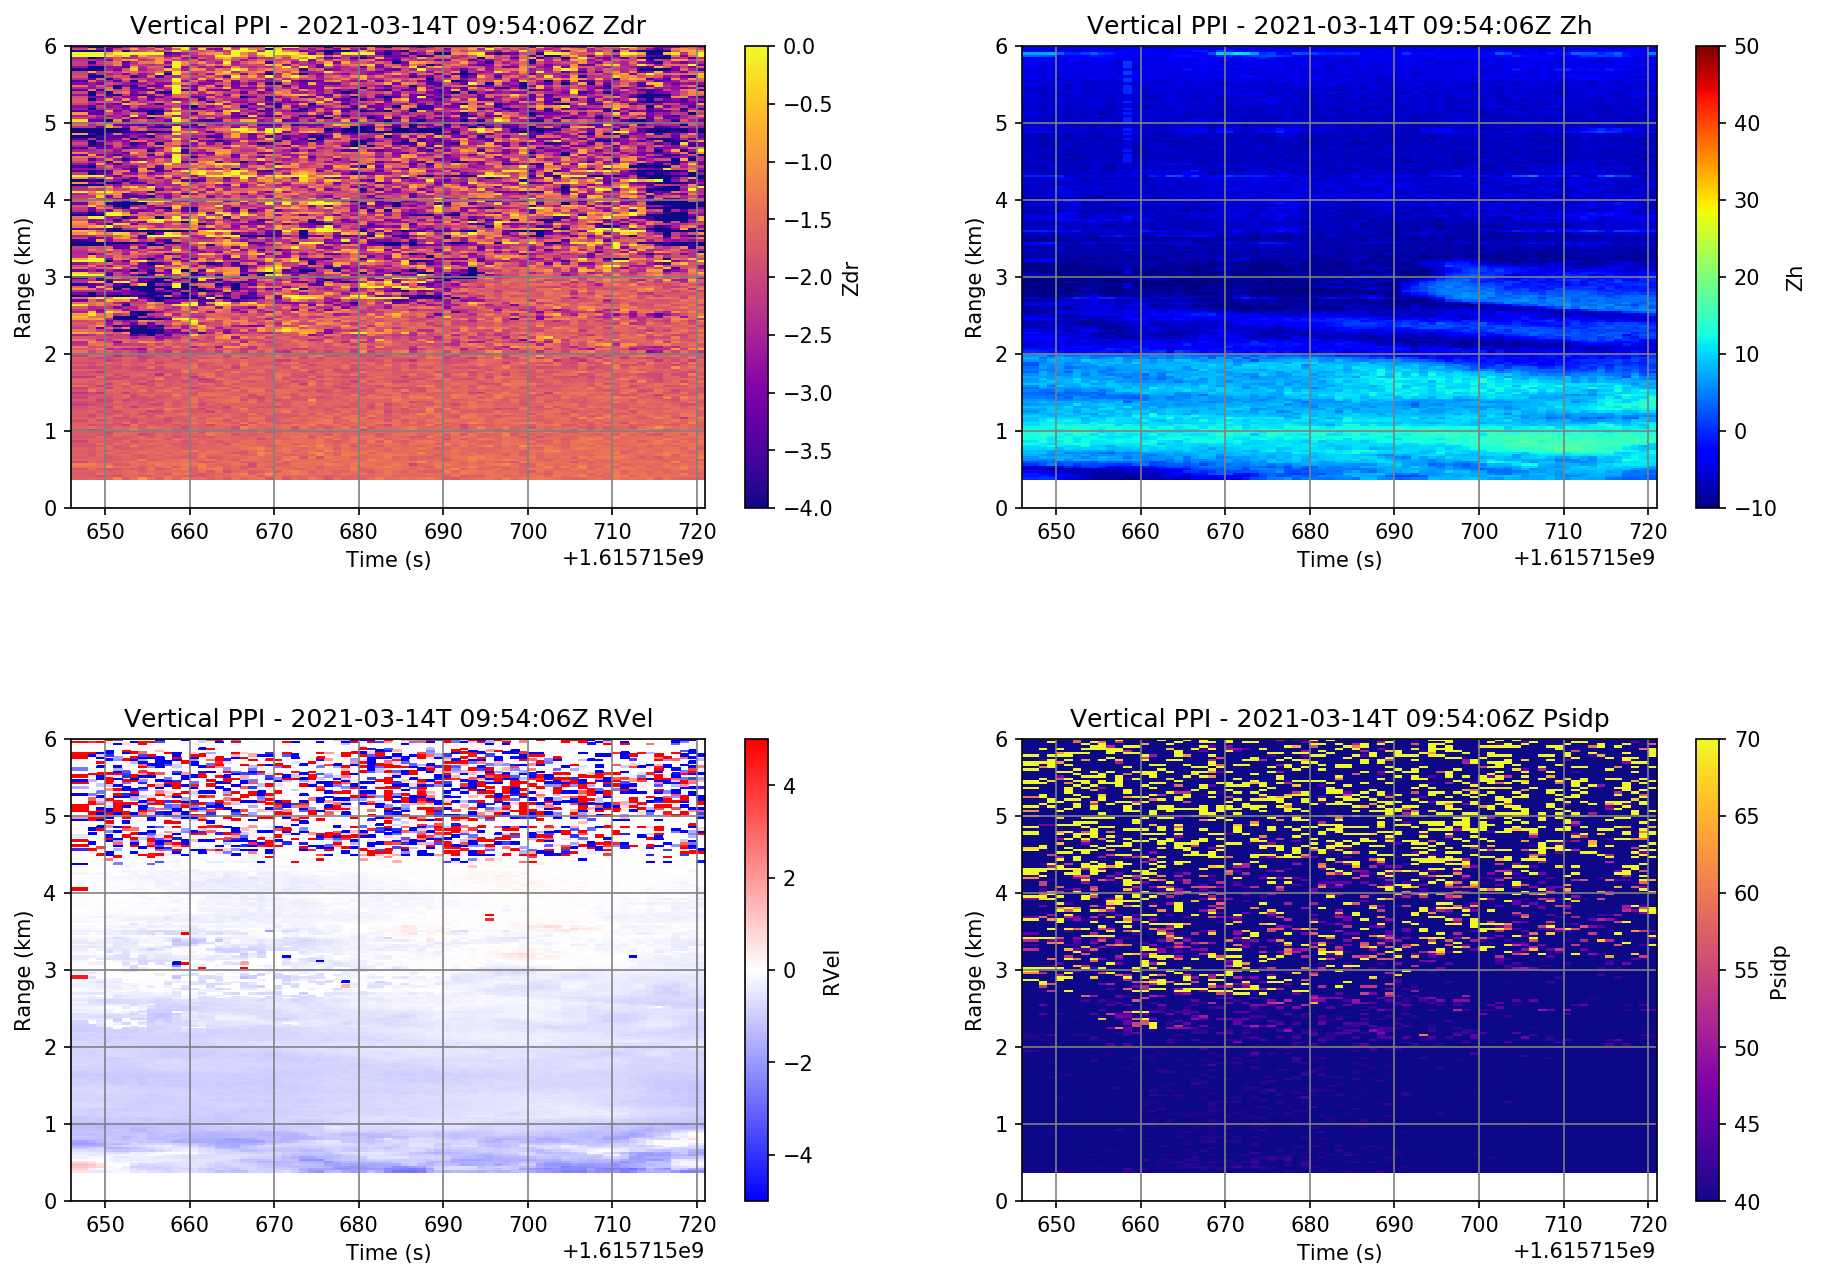 Vertical PPI - 2021-03-14T 09:54:06Z Zdr
6
5
4
3
2
1
0
Range (km)
650 660 670 680 690 700 710 720
Time (s)
+1.615715e9
0.0
−0.5
−1.0
−1.5
−2.0
−2.5
−3.0
−3.5
−4.0
Zdr
Vertical PPI - 2021-03-14T 09:54:06Z Zh
6
5
4
3
2
1
0
Range (km)
650 660 670 680 690 700 710 720
Time (s)
+1.615715e9
50
40
30
20
10
0
−10
Zh
Vertical PPI - 2021-03-14T 09:54:06Z RVel
6
5
4
3
2
1
0
Range (km)
650 660 670 680 690 700 710 720
Time (s)
+1.615715e9
4
2
0
−2
−4
RVel
Vertical PPI - 2021-03-14T 09:54:06Z Psidp
6
5
4
3
2
1
0
Range (km)
650 660 670 680 690 700 710 720
Time (s)
+1.615715e9
70
65
60
55
50
45
40
Psidp